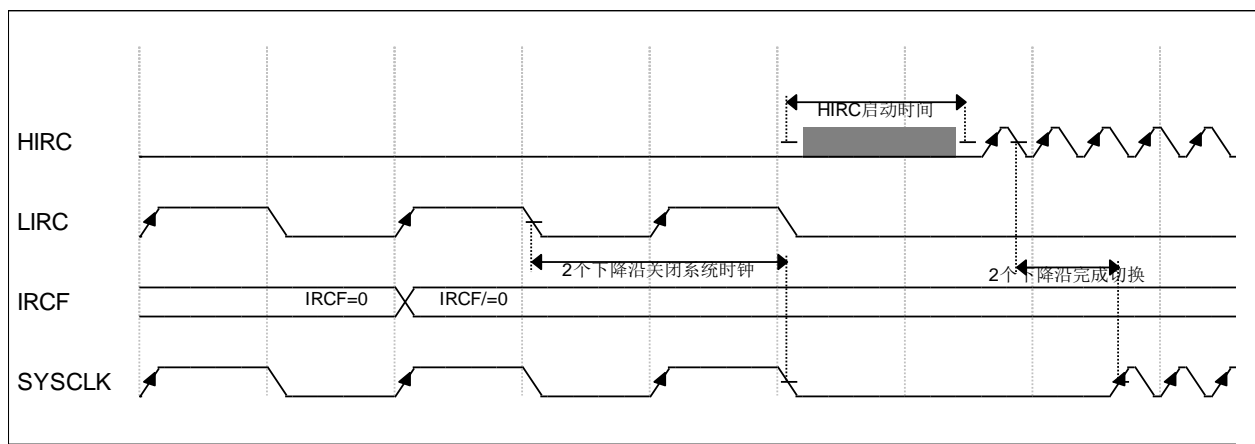 HIRC启动时间
HIRC
LIRC
2个下降沿关闭系统时钟
2个下降沿完成切换
IRCF
IRCF=0
IRCF/=0
SYSCLK